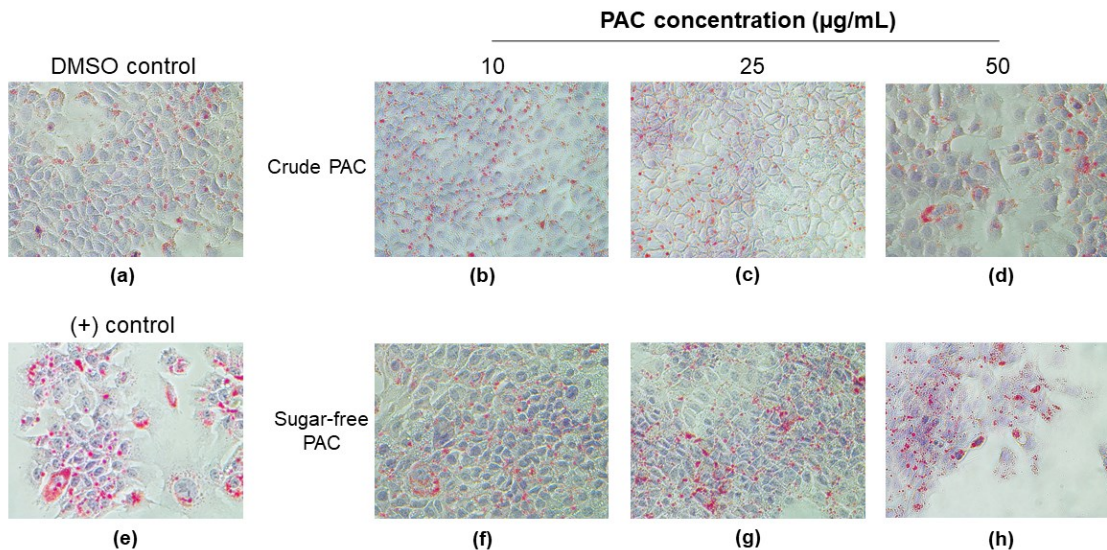 PAC concentration (µg/mL)
DMSO control
10
25
50
Crude PAC
(a)
(b)
(c)
(d)
(+) control
Sugar-free
PAC
(e)
(f)
(g)
(h)